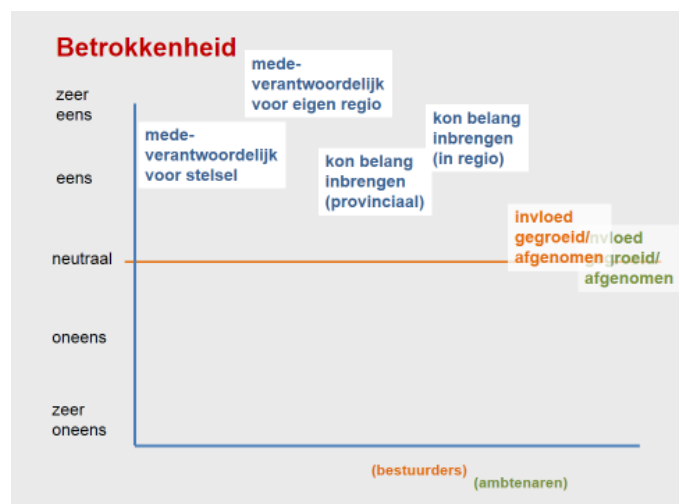 Betrokkenheid
mede-
verantwoordelijk
voor eigen regio
zeer
eens
kon belang
inbrengen
(in regio)
mede-
verantwoordelijk
voor stelsel
kon belang
inbrengen
(provinciaal)
eens
invloed
gegroeid/
afgenomen
invloed
gegroeid/
afgenomen
neutraal
oneens
zeer
oneens
(bestuurders)
(ambtenaren)